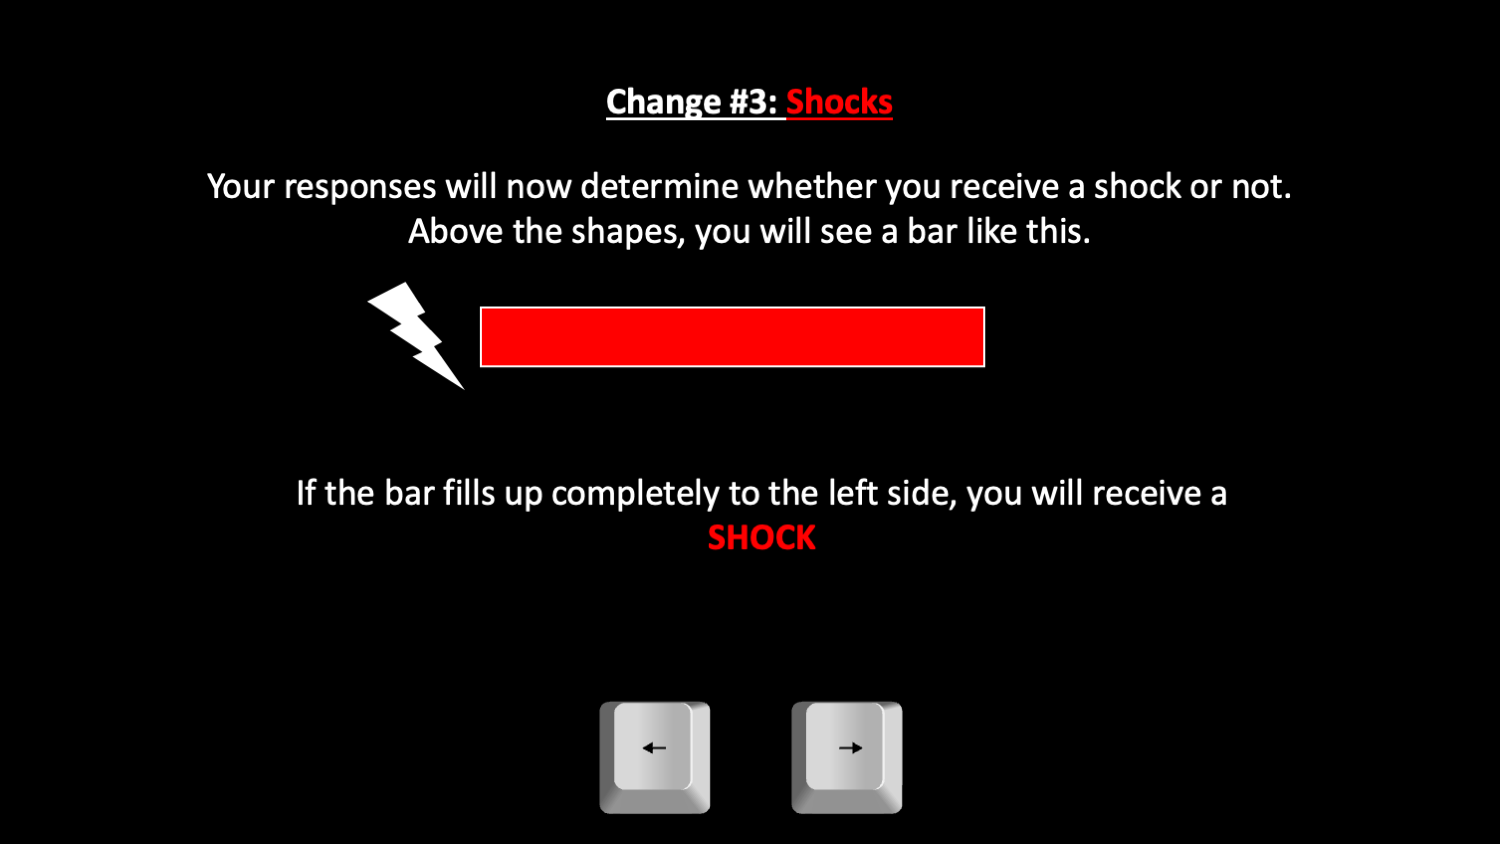 Change #3: Shocks
Your responses will now determine whether you receive a shock or not.
Above the shapes, you will see a bar like this.
If the bar fills up completely to the left side, you will receive a
SHOCK
← →